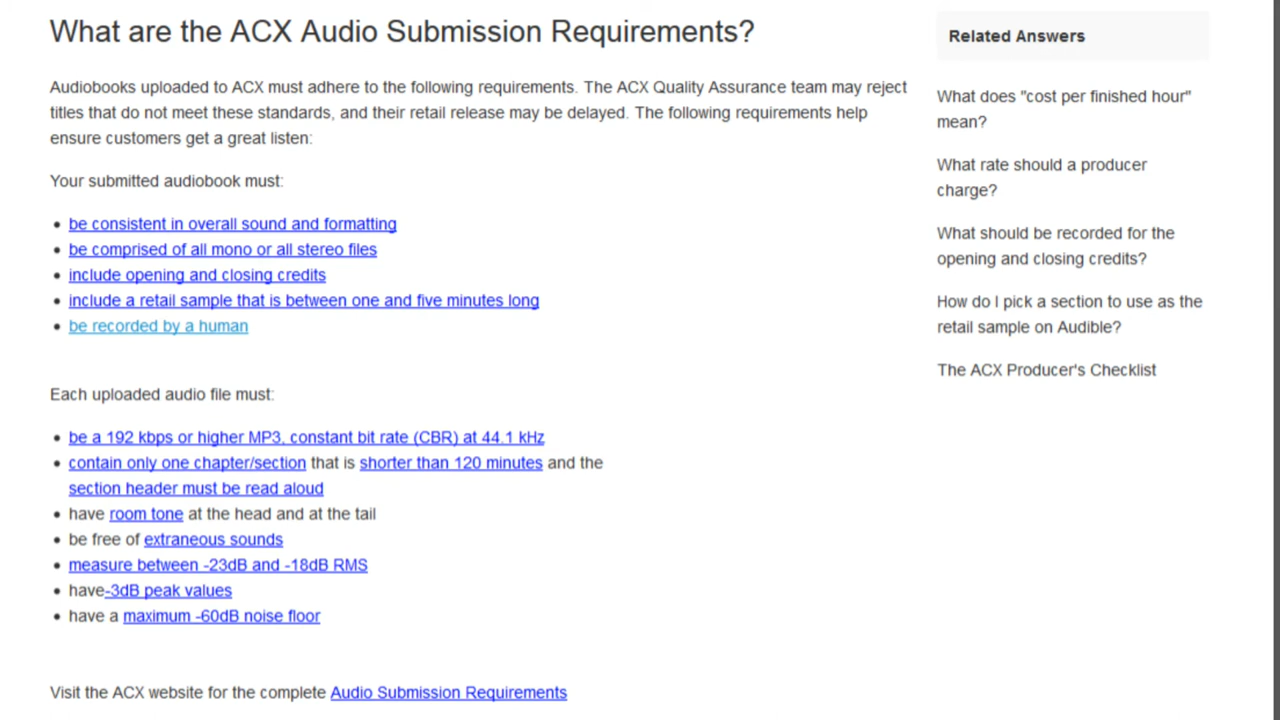 What are the ACX Audio Submission Requirements?
Audiobooks uploaded to ACX must adhere to the following requirements. The ACX Quality Assurance team may reject
titles that do not meet these standards, and their retail release may be delayed. The following requirements help
ensure customers get a great listen:
Your submitted audiobook must:
• be consistent in overall sound and formatting
• be comprised of all mono or all stereo files
• include opening and closing credits
• include a retail sample that is between one and five minutes long
• be recorded by a human
Each uploaded audio file must:
• be a 192 kbps or higher MP3, constant bit rate (CBR) at 44.1 kHz
• contain only one chapter/section that is shorter than 120 minutes and the
section header must be read aloud
• have room tone at the head and at the tail
• be free of extraneous sounds
• measure between -23dB and -18dB RMS
• have-3dB peak values
• have a maximum -60dB noise floor
Visit the ACX website for the complete Audio Submission Requirements
Related Answers
What does "cost per finished hour"
mean?
What rate should a producer
charge?
What should be recorded for the
opening and closing credits?
How do I pick a section to use as the
retail sample on Audible?
The ACX Producer's Checklist